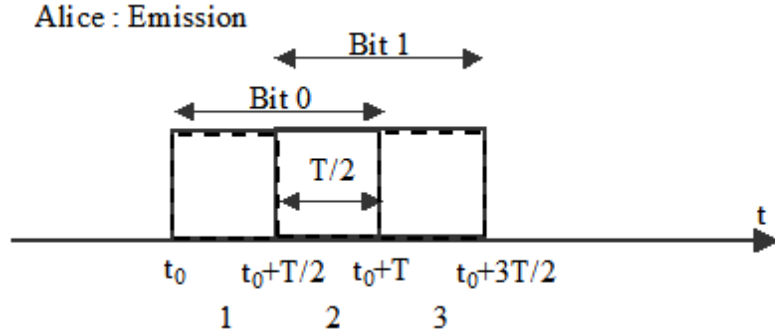 Alice : Emission
Bit 1
Bit 0
T/2
t
t₀ t₀+T/2 t₀+T t₀+3T/2
1 2 3